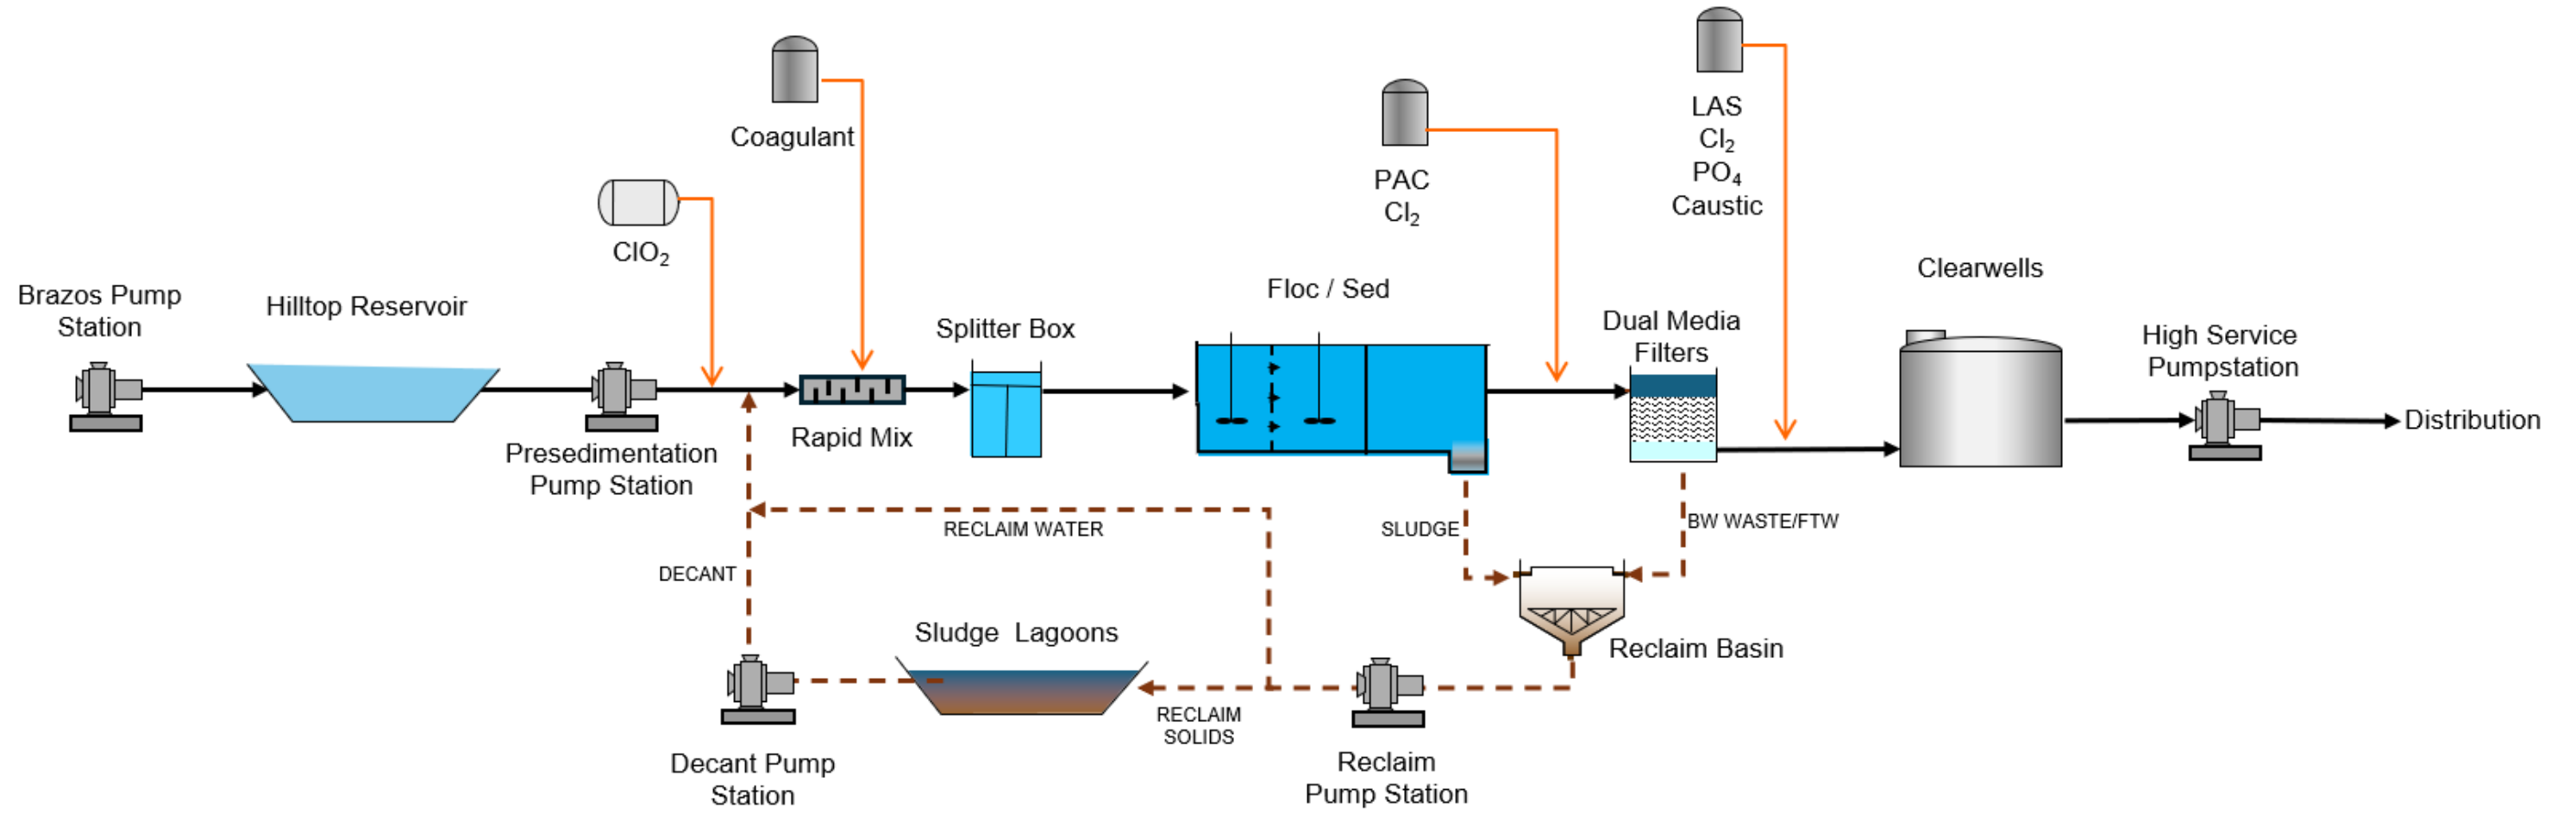 Brazos Pump
Station
Hilltop Reservoir
Presedimentation
Pump Station
ClO₂
Coagulant
Rapid Mix
Splitter Box
Floc / Sed
PAC
Cl₂
Dual Media
Filters
LAS
Cl₂
PO₄
Caustic
Clearwells
High Service
Pumpstation
Distribution
RECLAIM WATER
SLUDGE
BW WASTE/FTW
DECANT
Sludge Lagoons
Reclaim Basin
RECLAIM
SOLIDS
Decant Pump
Station
Reclaim
Pump Station